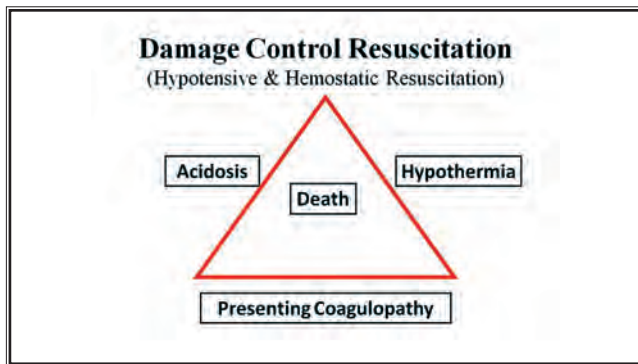 Damage Control Resuscitation
(Hypotensive & Hemostatic Resuscitation)
Acidosis
Hypothermia
Death
Presenting Coagulopathy